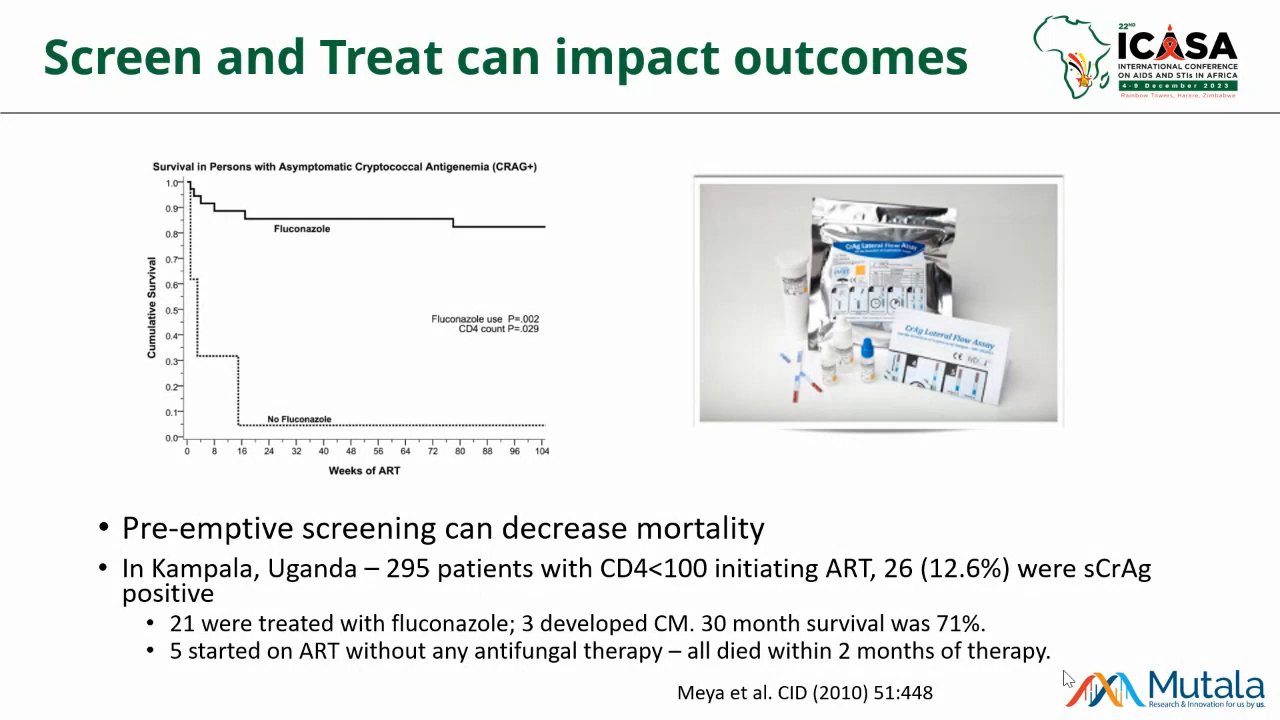 Screen and Treat can impact outcomes
22ND
ICASA
INTERNATIONAL CONFERENCE
ON AIDS AND STIs IN AFRICA
4-9 December 2023
Rainbow Towers, Harare, Zimbabwe
Survival in Persons with Asymptomatic Cryptococcal Antigenemia (CRAG+)
Cumulative Survival
1.0
0.9
0.8
0.7
0.6
0.5
0.4
0.3
0.2
0.1
0.0
Fluconazole
Fluconazole use P=.002
CD4 count P=.029
No Fluconazole
0 8 16 24 32 40 48 56 64 72 80 88 96 104
Weeks of ART
CrAg Lateral Flow Assay
CrAg Lateral Flow Assay
• Pre-emptive screening can decrease mortality
• In Kampala, Uganda – 295 patients with CD4<100 initiating ART, 26 (12.6%) were sCrAg
positive
• 21 were treated with fluconazole; 3 developed CM. 30 month survival was 71%.
• 5 started on ART without any antifungal therapy – all died within 2 months of therapy.
Meya et al. CID (2010) 51:448
Mutala
Research & Innovation for us by us.